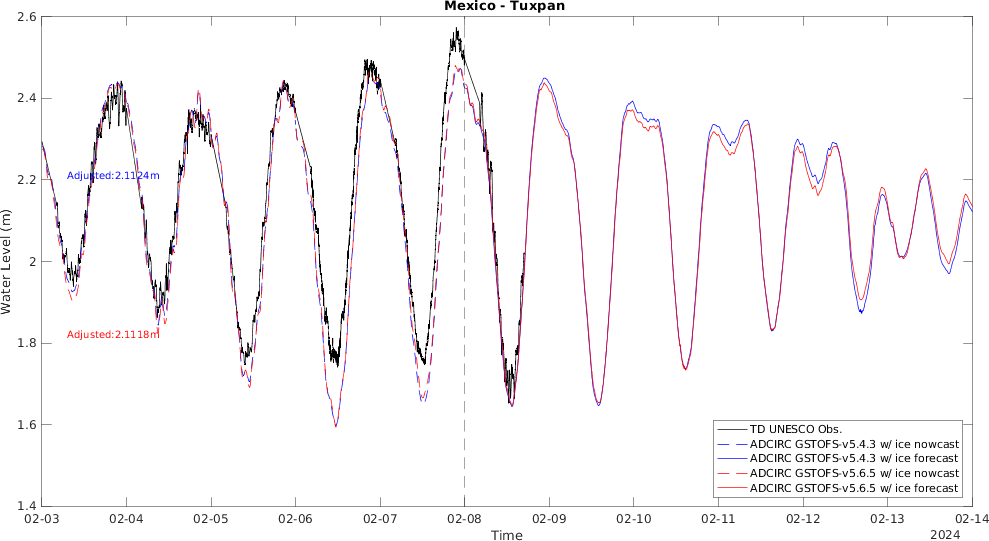 Mexico - Tuxpan
2.6
2.4
2.2
2
1.8
1.6
1.4
Water Level (m)
Adjusted:2.1124m
Adjusted:2.1118m
TD UNESCO Obs.
ADCIRC GSTOFS-v5.4.3 w/ ice nowcast
ADCIRC GSTOFS-v5.4.3 w/ ice forecast
ADCIRC GSTOFS-v5.6.5 w/ ice nowcast
ADCIRC GSTOFS-v5.6.5 w/ ice forecast
02-03 02-04 02-05 02-06 02-07 02-08 02-09 02-10 02-11 02-12 02-13 02-14
Time
2024